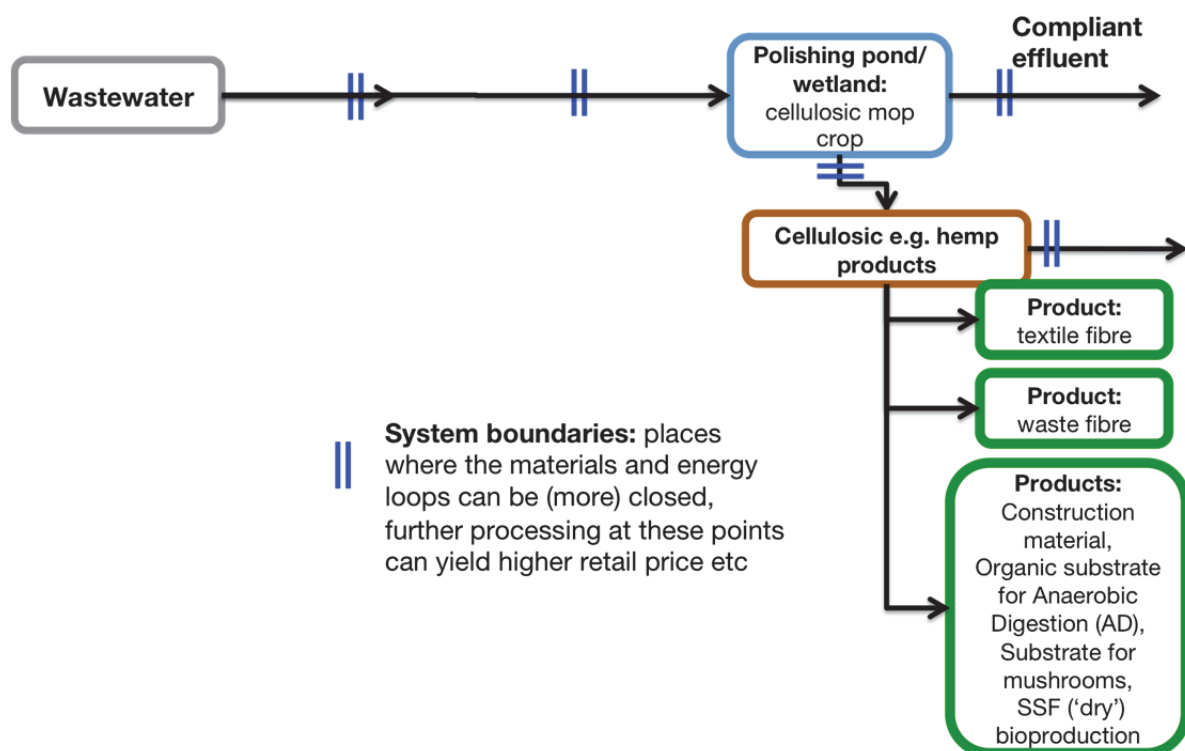 Wastewater
Polishing pond/
wetland:
cellulosic mop
crop
Compliant
effluent
Cellulosic e.g. hemp
products
Product:
textile fibre
Product:
waste fibre
System boundaries: places
where the materials and energy
loops can be (more) closed,
further processing at these points
can yield higher retail price etc
Products:
Construction
material,
Organic substrate
for Anaerobic
Digestion (AD),
Substrate for
mushrooms,
SSF (‘dry’)
bioproduction